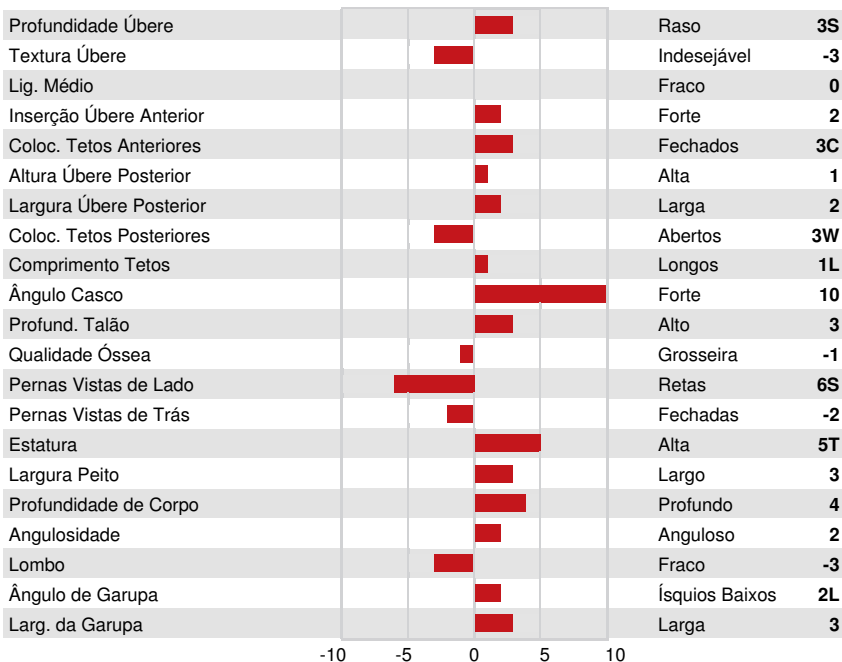 Profundidade Úbere Raso 3S
Textura Úbere Indesejável -3
Lig. Médio Fraco 0
Inserção Úbere Anterior Forte 2
Coloc. Tetos Anteriores Fechados 3C
Altura Úbere Posterior Alta 1
Largura Úbere Posterior Larga 2
Coloc. Tetos Posteriores Abertos 3W
Comprimento Tetos Longos 1L
Ângulo Casco Forte 10
Profund. Talão Alto 3
Qualidade Óssea Grosseira -1
Pernas Vistas de Lado Retas 6S
Pernas Vistas de Trás Fechadas -2
Estatura Alta 5T
Largura Peito Largo 3
Profundidade de Corpo Profundo 4
Angulosidade Anguloso 2
Lombo Fraco -3
Ângulo de Garupa Ísquios Baixos 2L
Larg. da Garupa Larga 3
-10 -5 0 5 10